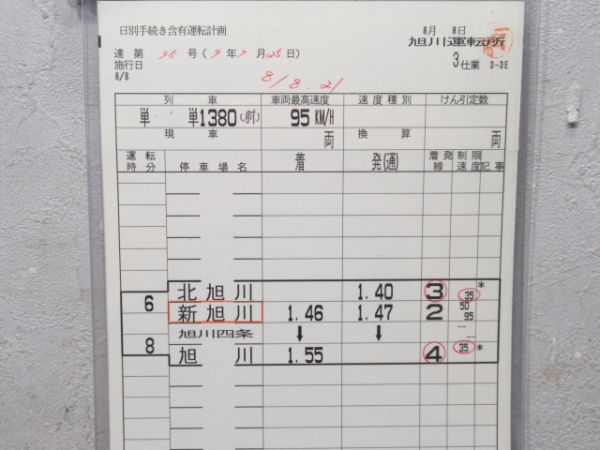 日別手続き含有運転計画
8月 8日
旭川運転所
達第 95 号 (9年7月25日)
施行日
8/8
8/8.21
3仕業 3-3E
列車 車両最高速度 速度種別 けん引定数
単 単1380 95 KM/H
現車 両 換算 両
運転時分 停車場名 着 発(通) 着発線 制限速度 記事
北旭川 1.40 3 35 *
6
新旭川 1.46 1.47 2 50 95
旭川四条 ↓ ↓ -- --
8
旭川 1.55 4 35 *